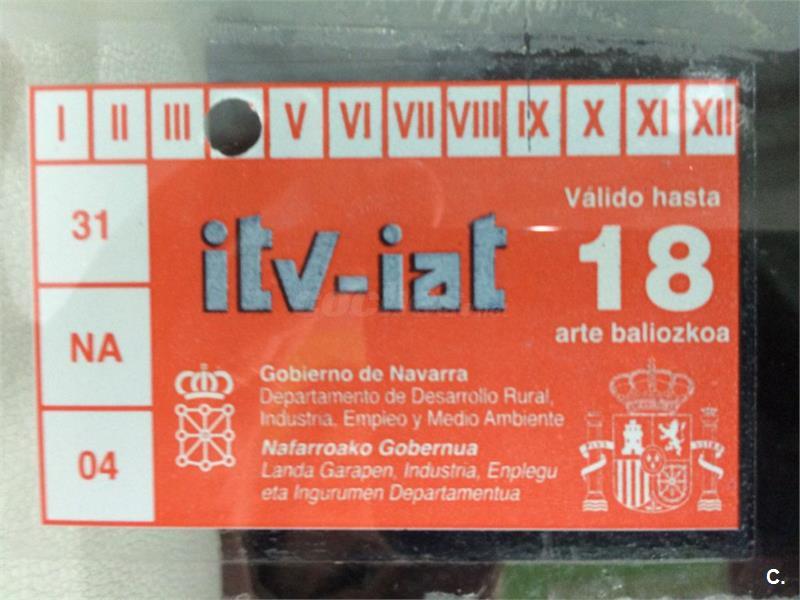 I II III V VI VII VIII IX X XI XII
31
NA
04
itv-iat
Válido hasta
18
arte baliozkoa
Gobierno de Navarra
Departamento de Desarrollo Rural,
Industria, Empleo y Medio Ambiente
Nafarroako Gobernua
Landa Garapen, Industria, Enplegu
eta Ingurumen Departamentua
C.